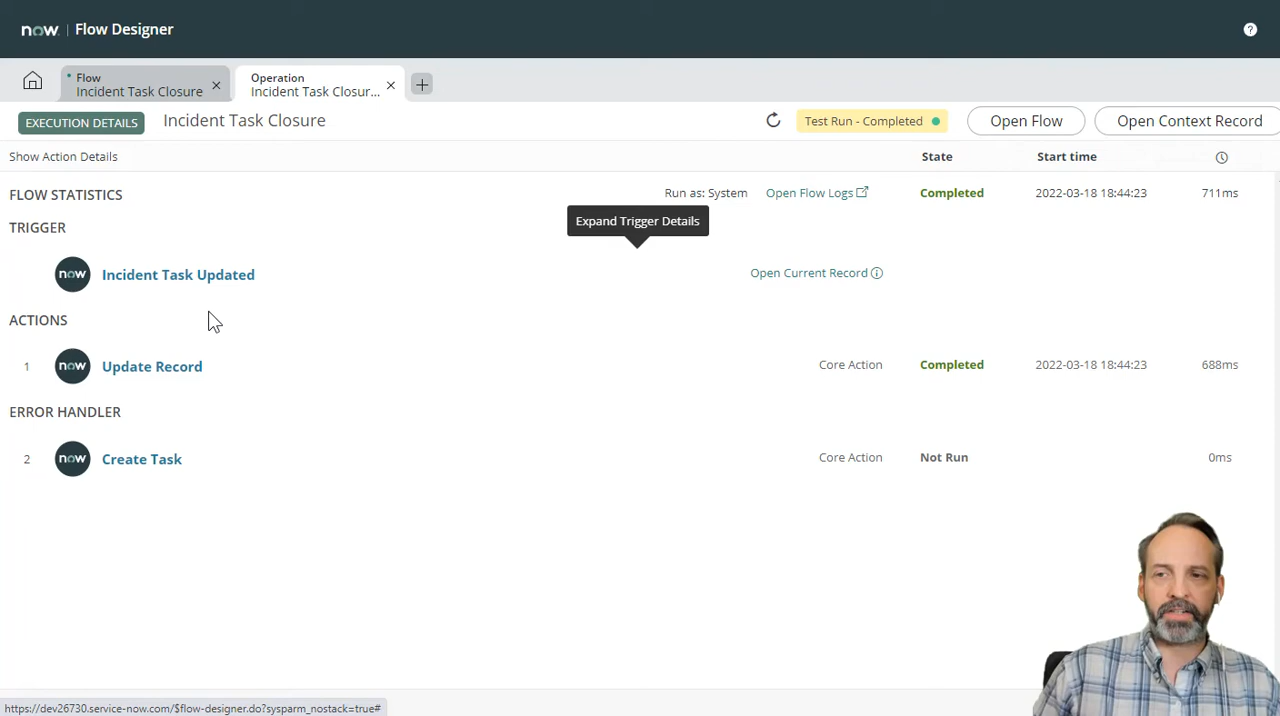 now. Flow Designer
Flow
Incident Task Closure
Operation
Incident Task Closur...
EXECUTION DETAILS
Incident Task Closure
Test Run - Completed
Open Flow
Open Context Record
Show Action Details
State
Start time
FLOW STATISTICS
Run as: System
Open Flow Logs
Completed
2022-03-18 18:44:23
711ms
TRIGGER
Expand Trigger Details
now
Incident Task Updated
Open Current Record
ACTIONS
1
now
Update Record
Core Action
Completed
2022-03-18 18:44:23
688ms
ERROR HANDLER
2
now
Create Task
Core Action
Not Run
0ms
https://dev26730.service-now.com/$flow-designer.do?sysparm_nostack=true#